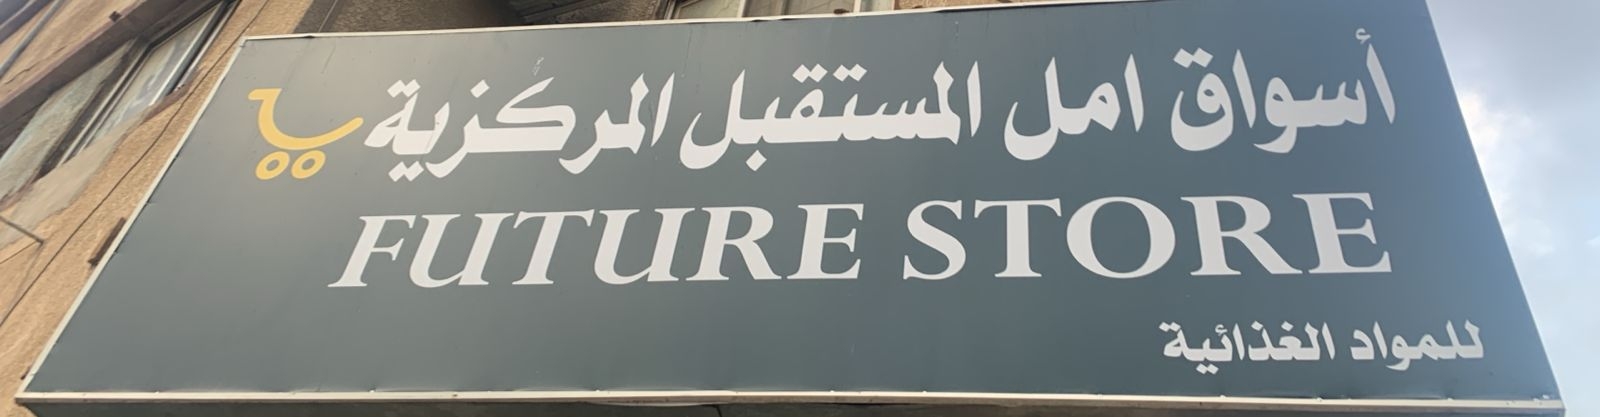 أسواق امل المستقبل المركزية
FUTURE STORE
للمواد الغذائية